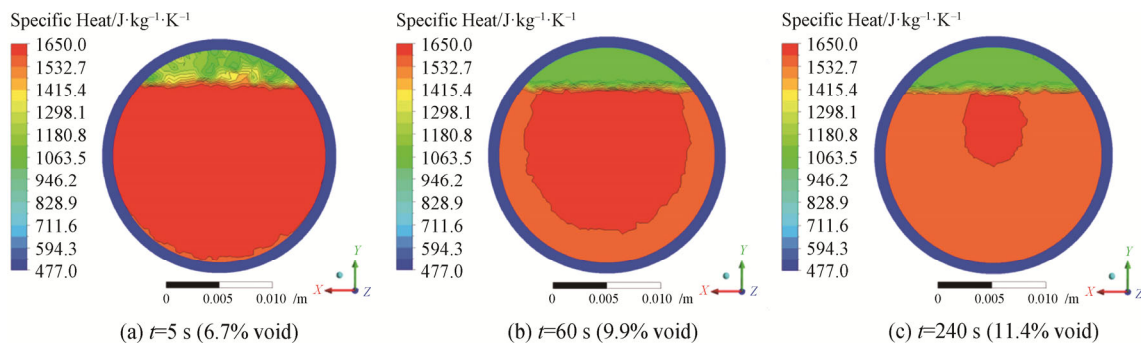 Specific Heat/J·kg⁻¹·K⁻¹
1650.0
1532.7
1415.4
1298.1
1180.8
1063.5
946.2
828.9
711.6
594.3
477.0
Y
X
Z
0 0.005 0.010 /m
(a) t=5 s (6.7% void)
Specific Heat/J·kg⁻¹·K⁻¹
1650.0
1532.7
1415.4
1298.1
1180.8
1063.5
946.2
828.9
711.6
594.3
477.0
Y
X
Z
0 0.005 0.010 /m
(b) t=60 s (9.9% void)
Specific Heat/J·kg⁻¹·K⁻¹
1650.0
1532.7
1415.4
1298.1
1180.8
1063.5
946.2
828.9
711.6
594.3
477.0
Y
X
Z
0 0.005 0.010 /m
(c) t=240 s (11.4% void)